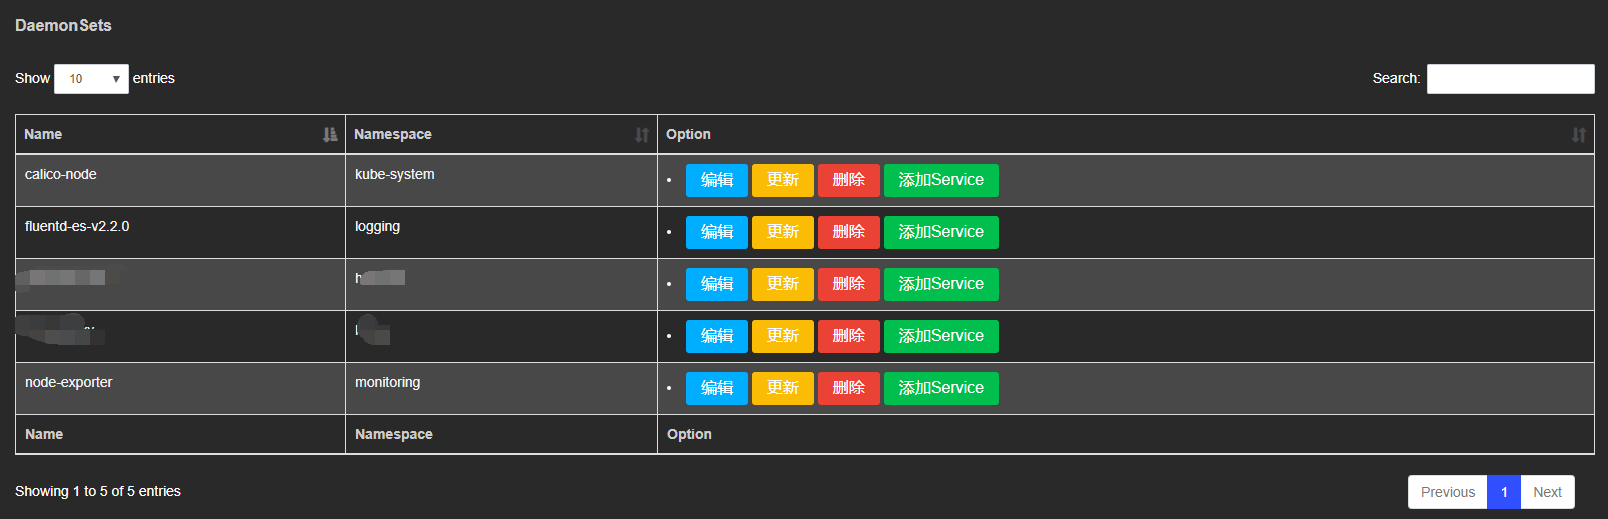 DaemonSets
Show 10 entries Search:
Name Namespace Option
calico-node kube-system 编辑 更新 删除 添加Service
fluentd-es-v2.2.0 logging 编辑 更新 删除 添加Service
编辑 更新 删除 添加Service
编辑 更新 删除 添加Service
node-exporter monitoring 编辑 更新 删除 添加Service
Name Namespace Option
Showing 1 to 5 of 5 entries Previous 1 Next